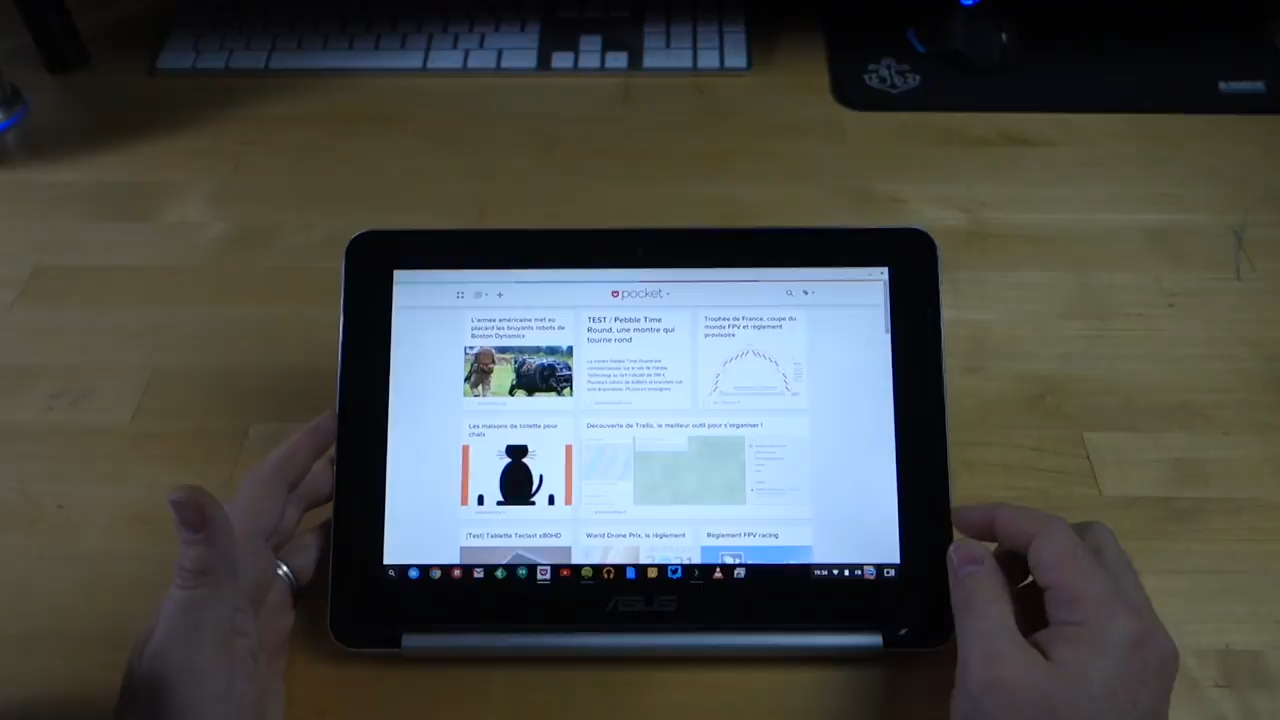 pocket
L'armée américaine met au
placard les bruyants robots de
Boston Dynamics
TEST / Pebble Time
Round, une montre qui
tourne rond
Trophée de France, coupe du
monde FPV et règlement
provisoire
Les maisons de toilette pour
chats
Découverte de Trello, le meilleur outil pour s'organiser !
[Test] Tablette Teclast x80HD
World Drone Prix, le règlement
Règlement FPV racing
19:34
FR
ASUS